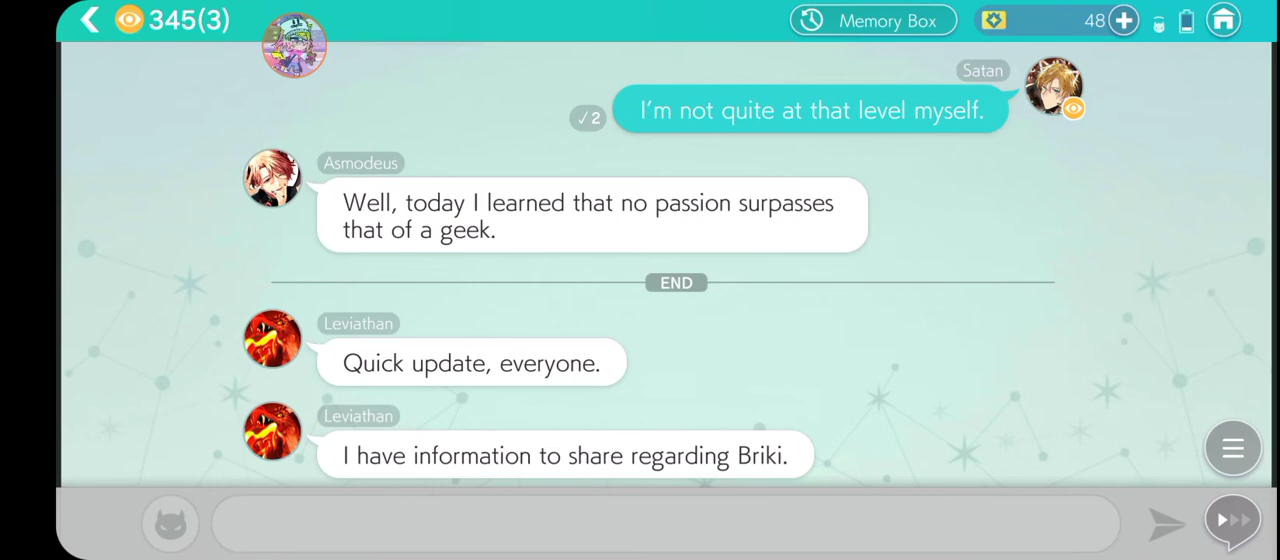 345(3)
Memory Box
48
Satan
I'm not quite at that level myself.
✓2
Asmodeus
Well, today I learned that no passion surpasses
that of a geek.
END
Leviathan
Quick update, everyone.
Leviathan
I have information to share regarding Briki.